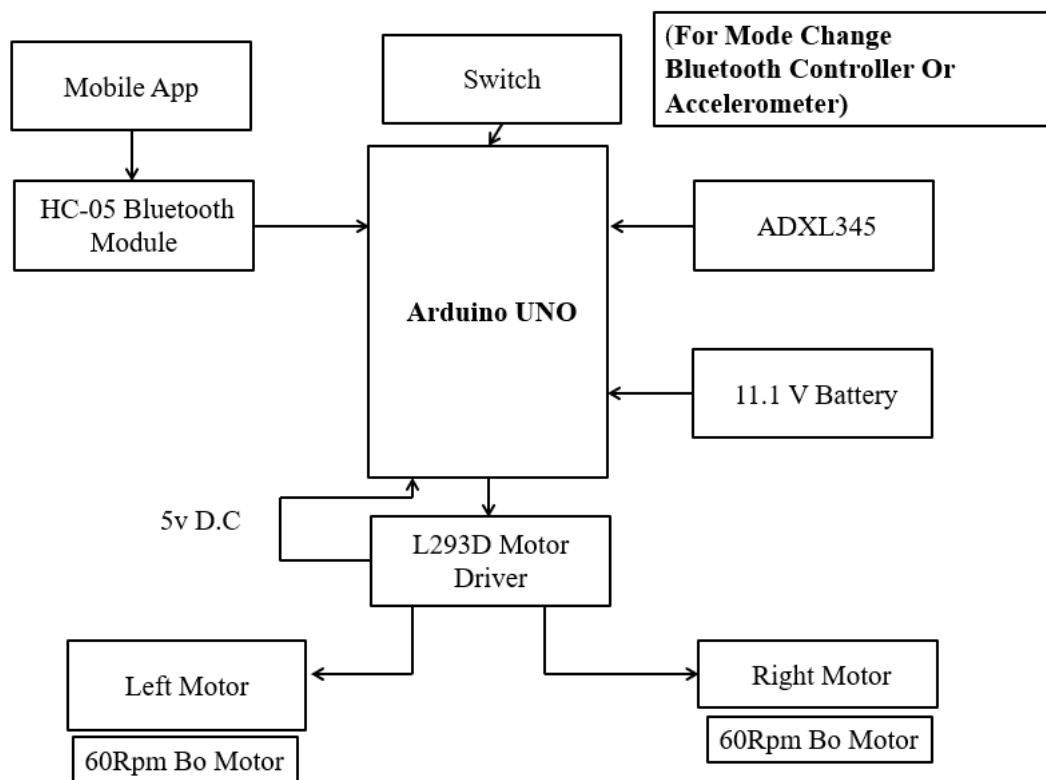 Mobile App
Switch
(For Mode Change
Bluetooth Controller Or
Accelerometer)
HC-05 Bluetooth
Module
ADXL345
Arduino UNO
11.1 V Battery
5v D.C
L293D Motor
Driver
Left Motor
Right Motor
60Rpm Bo Motor
60Rpm Bo Motor